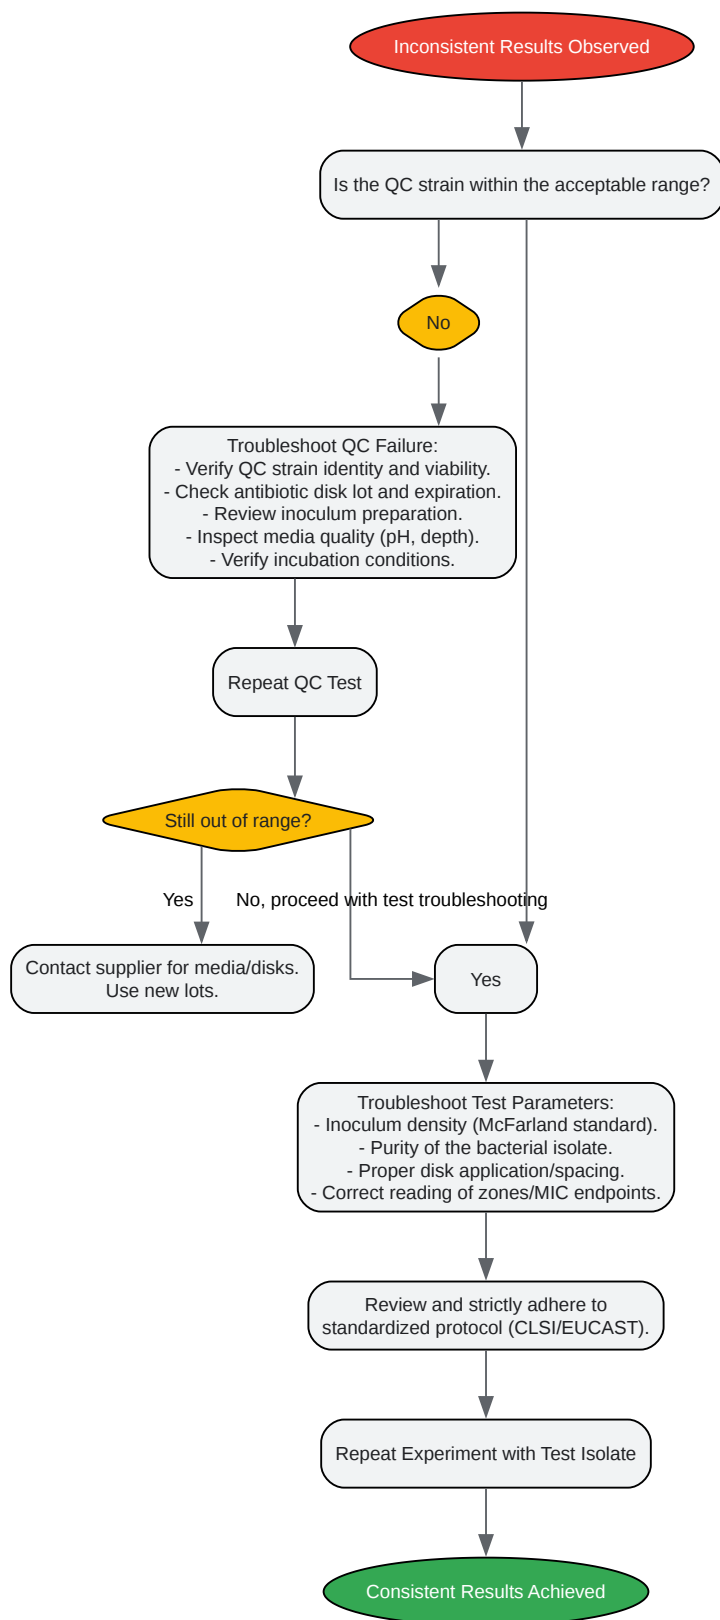 Inconsistent Results Observed
Is the QC strain within the acceptable range?
No
Troubleshoot QC Failure:
- Verify QC strain identity and viability.
- Check antibiotic disk lot and expiration.
- Review inoculum preparation.
- Inspect media quality (pH, depth).
- Verify incubation conditions.
Repeat QC Test
Still out of range?
Yes
No, proceed with test troubleshooting
Contact supplier for media/disks.
Use new lots.
Yes
Troubleshoot Test Parameters:
- Inoculum density (McFarland standard).
- Purity of the bacterial isolate.
- Proper disk application/spacing.
- Correct reading of zones/MIC endpoints.
Review and strictly adhere to
standardized protocol (CLSI/EUCAST).
Repeat Experiment with Test Isolate
Consistent Results Achieved